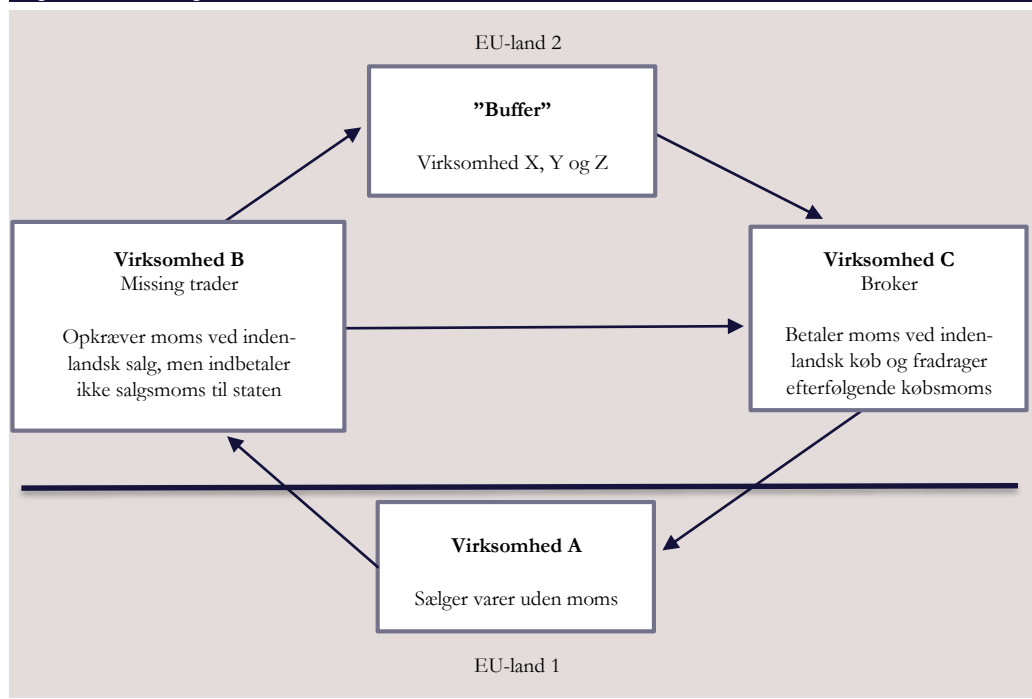 EU-land 2
”Buffer”
Virksomhed X, Y og Z
Virksomhed B
Missing trader
Opkræver moms ved inden-
landsk salg, men indbetaler
ikke salgsmoms til staten
Virksomhed C
Broker
Betaler moms ved inden-
landsk køb og fradrager
efterfølgende købsmoms
Virksomhed A
Sælger varer uden moms
EU-land 1